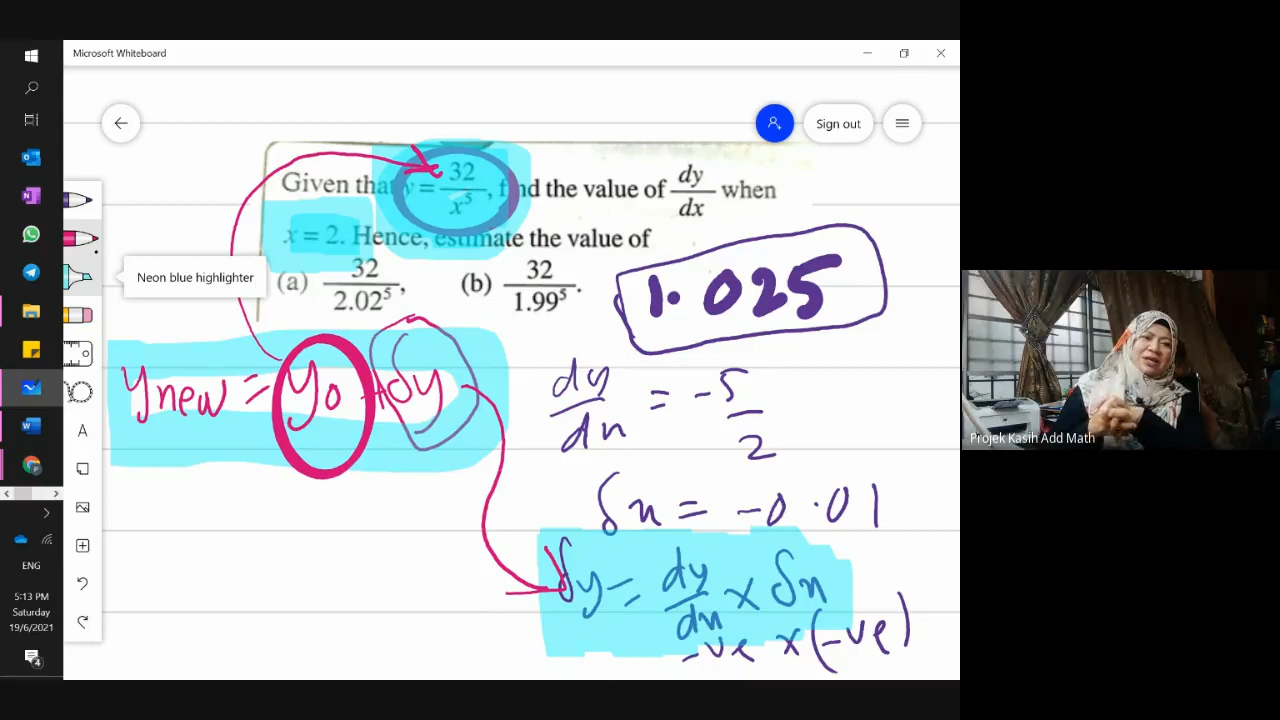 Microsoft Whiteboard
Sign out
Given that y = 32/x⁵, find the value of dy/dx when
x = 2. Hence, estimate the value of
(a) 32/2.02⁵, (b) 32/1.99⁵.
Neon blue highlighter
1.025
ynew = y0 + δy
dy/dx = -5/2
δx = -0.01
δy = dy/dx × δx
-ve × (-ve)
Projek Kasih Add Math
A
ENG
5:13 PM
Saturday
19/6/2021
4